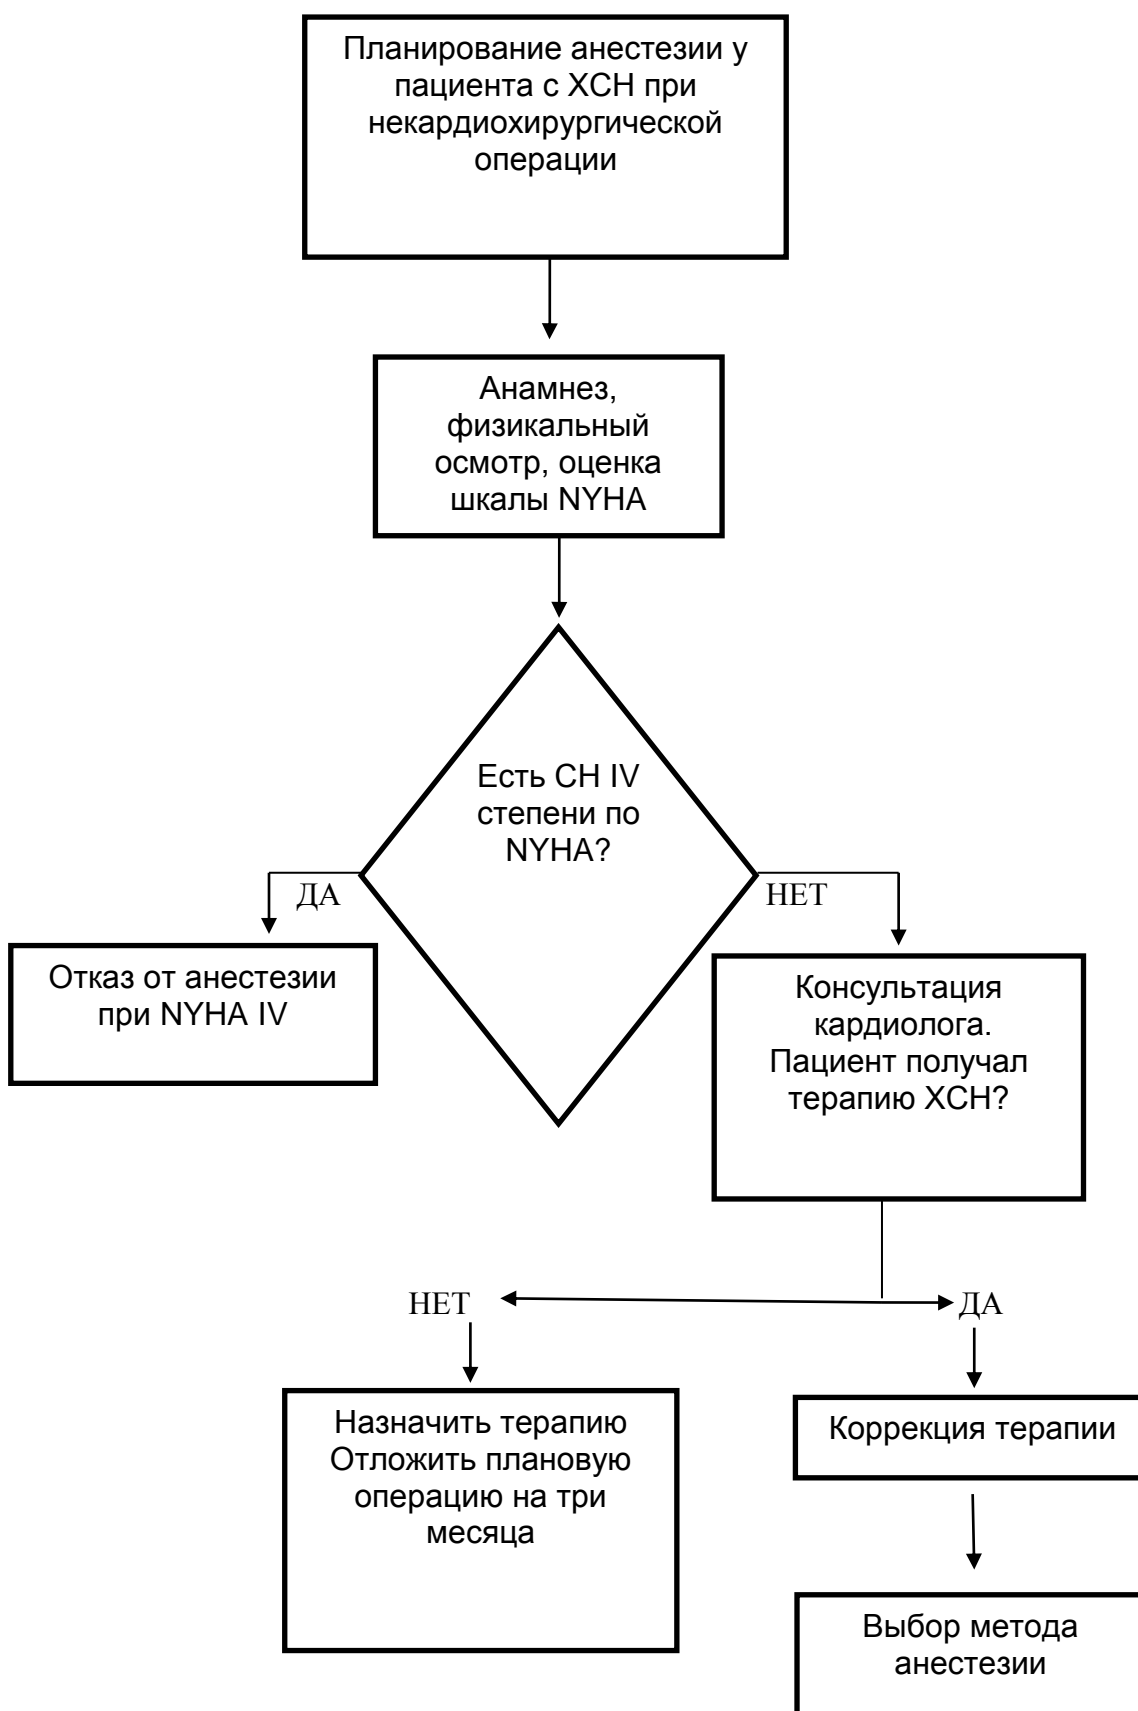 Планирование анестезии у
пациента с ХСН при
некардиохирургической
операции
Анамнез,
физикальный
осмотр, оценка
шкалы NYHA
Есть СН IV
степени по
NYHA?
ДА
НЕТ
Отказ от анестезии
при NYHA IV
Консультация
кардиолога.
Пациент получал
терапию ХСН?
НЕТ
ДА
Назначить терапию
Отложить плановую
операцию на три
месяца
Коррекция терапии
Выбор метода
анестезии